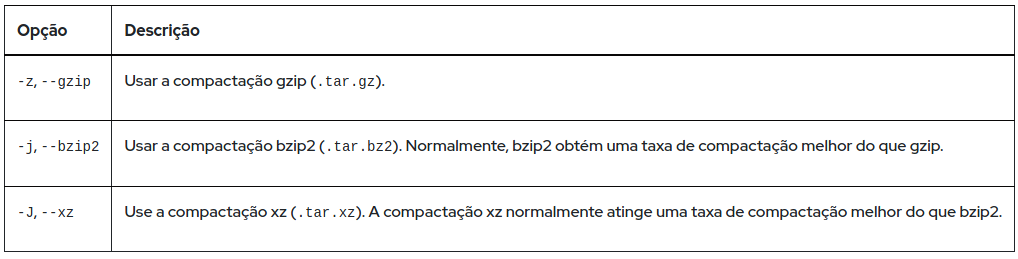 Opção Descrição
-z, --gzip Usar a compactação gzip (.tar.gz).
-j, --bzip2 Usar a compactação bzip2 (.tar.bz2). Normalmente, bzip2 obtém uma taxa de compactação melhor do que gzip.
-J, --xz Use a compactação xz (.tar.xz). A compactação xz normalmente atinge uma taxa de compactação melhor do que bzip2.